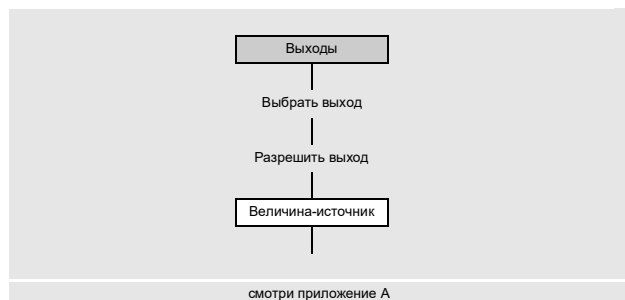 Выходы
Выбрать выход
Разрешить выход
Величина-источник
смотри приложение А